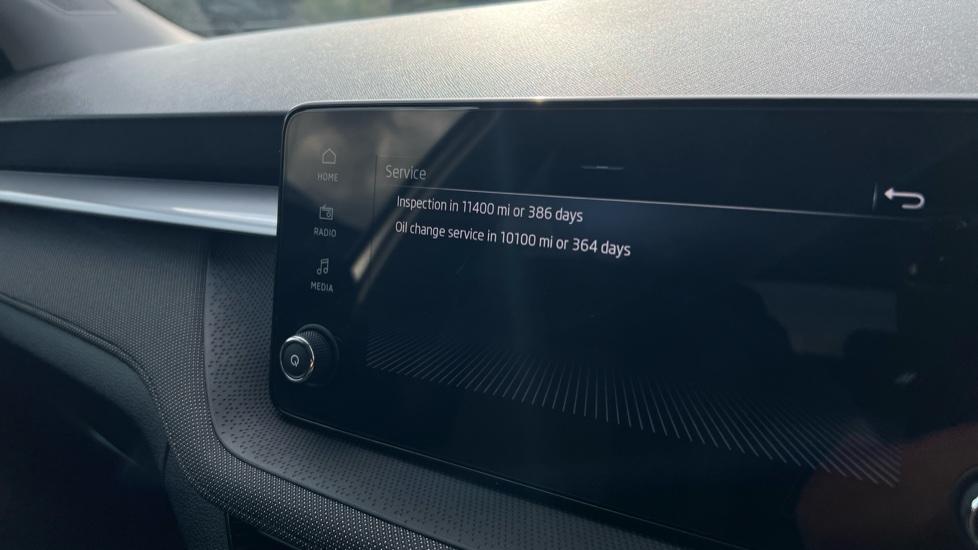 Service
HOME
Inspection in 11400 mi or 386 days
RADIO
Oil change service in 10100 mi or 364 days
MEDIA